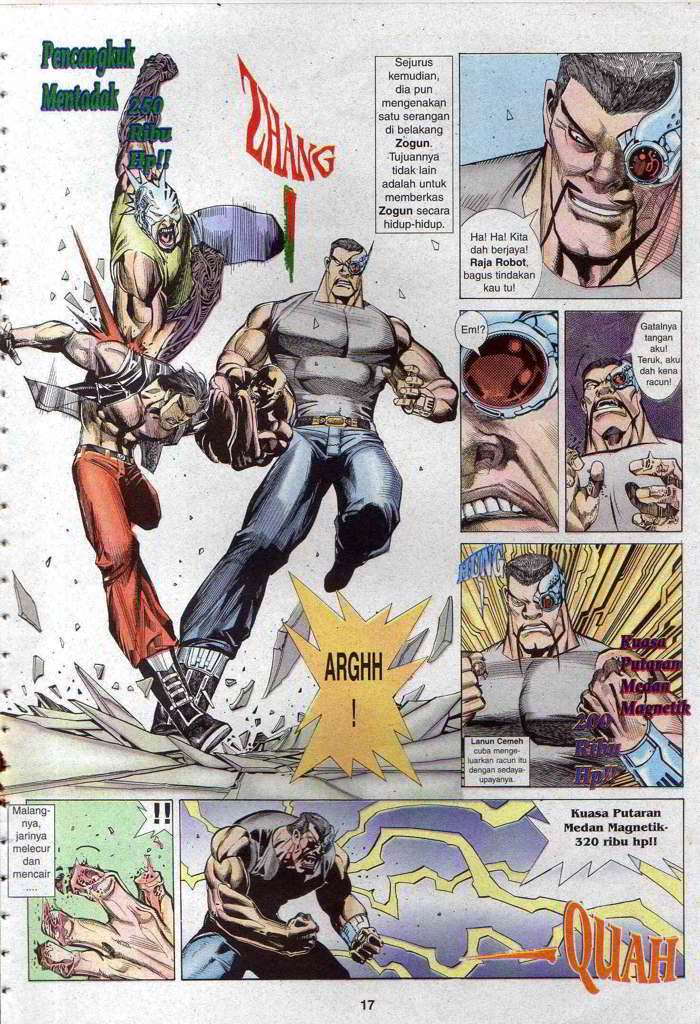 Pencangkuk
Mentodak
250
Ribu
Hp!!
ZHANG
!
Sejurus
kemudian,
dia pun
mengenakan
satu serangan
di belakang
Zogun.
Tujuannya
tidak lain
adalah untuk
memberkas
Zogun secara
hidup-hidup.
Ha! Ha! Kita
dah berjaya!
Raja Robot,
bagus tindakan
kau tu!
Em!?
Gatalnya
tangan
aku!
Teruk, aku
dah kena
racun!
ARGHH
!
HUNG
!
Kuasa
Putaran
Medan
Magnetik
200
Ribu
Hp!!
Lanun Cemeh
cuba menge-
luarkan racun itu
dengan sedaya-
upayanya.
Malang-
nya,
jarinya
melecur
dan
mencair
.....
!!
Kuasa Putaran
Medan Magnetik-
320 ribu hp!!
QUAH
17